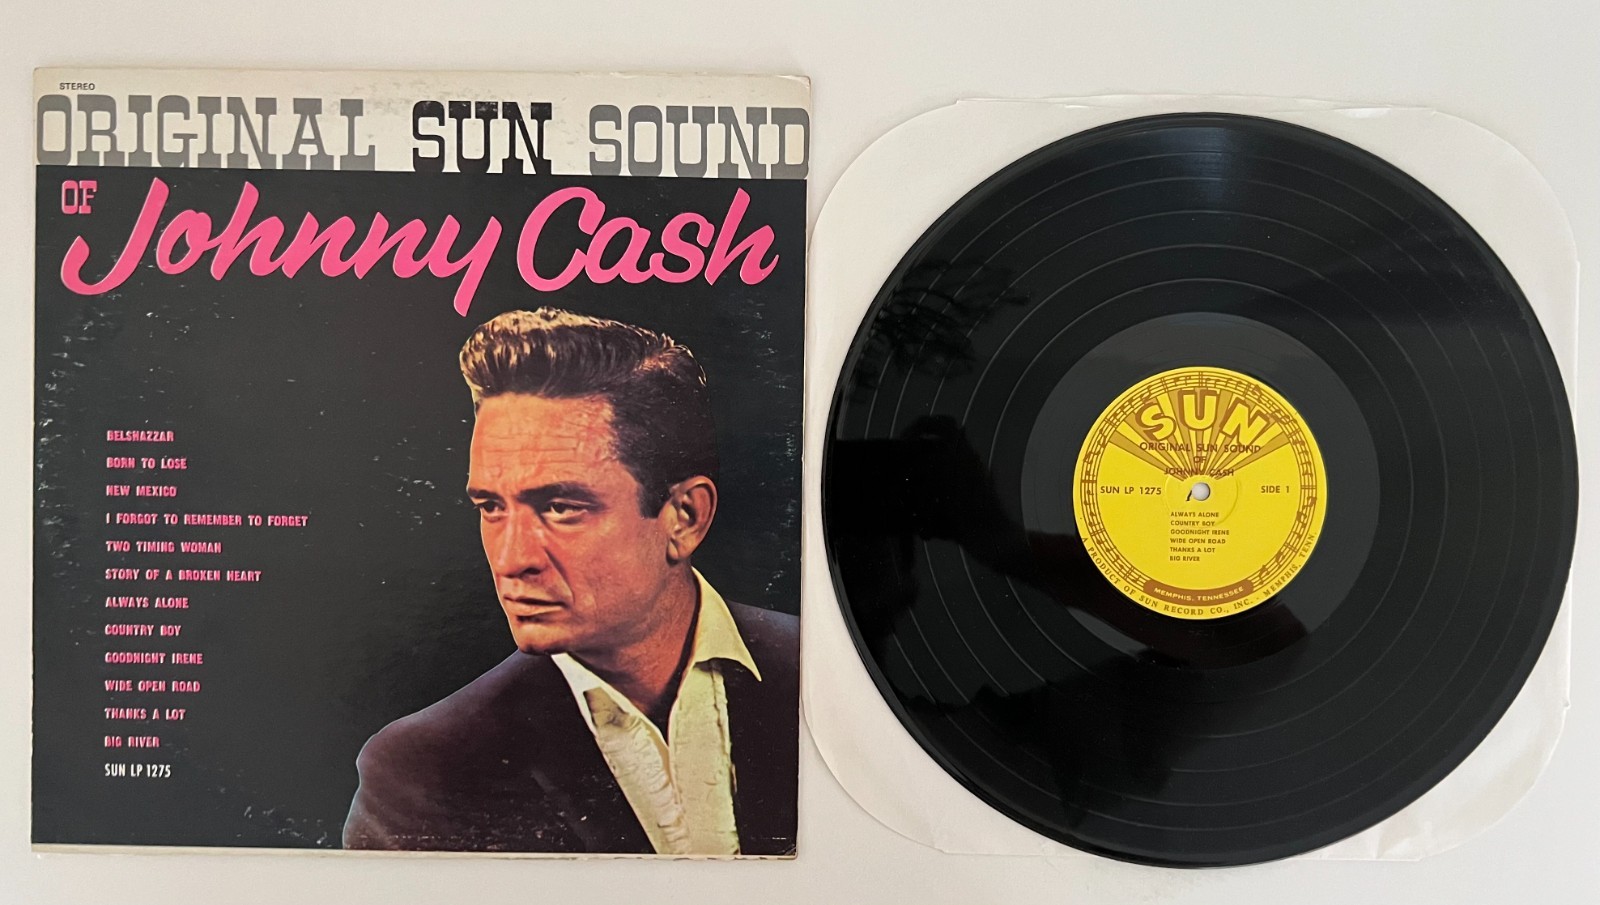 STEREO
ORIGINAL SUN SOUND
OF Johnny Cash
BELSHAZZAR
BORN TO LOSE
NEW MEXICO
I FORGOT TO REMEMBER TO FORGET
TWO TIMING WOMAN
STORY OF A BROKEN HEART
ALWAYS ALONE
COUNTRY BOY
GOODNIGHT IRENE
WIDE OPEN ROAD
THANKS A LOT
BIG RIVER
SUN LP 1275
SUN
ORIGINAL SUN SOUND
OF
JOHNNY CASH
SUN LP 1275
SIDE 1
ALWAYS ALONE
COUNTRY BOY
GOODNIGHT IRENE
WIDE OPEN ROAD
THANKS A LOT
BIG RIVER
MEMPHIS, TENNESSEE
A PRODUCT OF SUN RECORD CO., INC. - MEMPHIS, TENN.